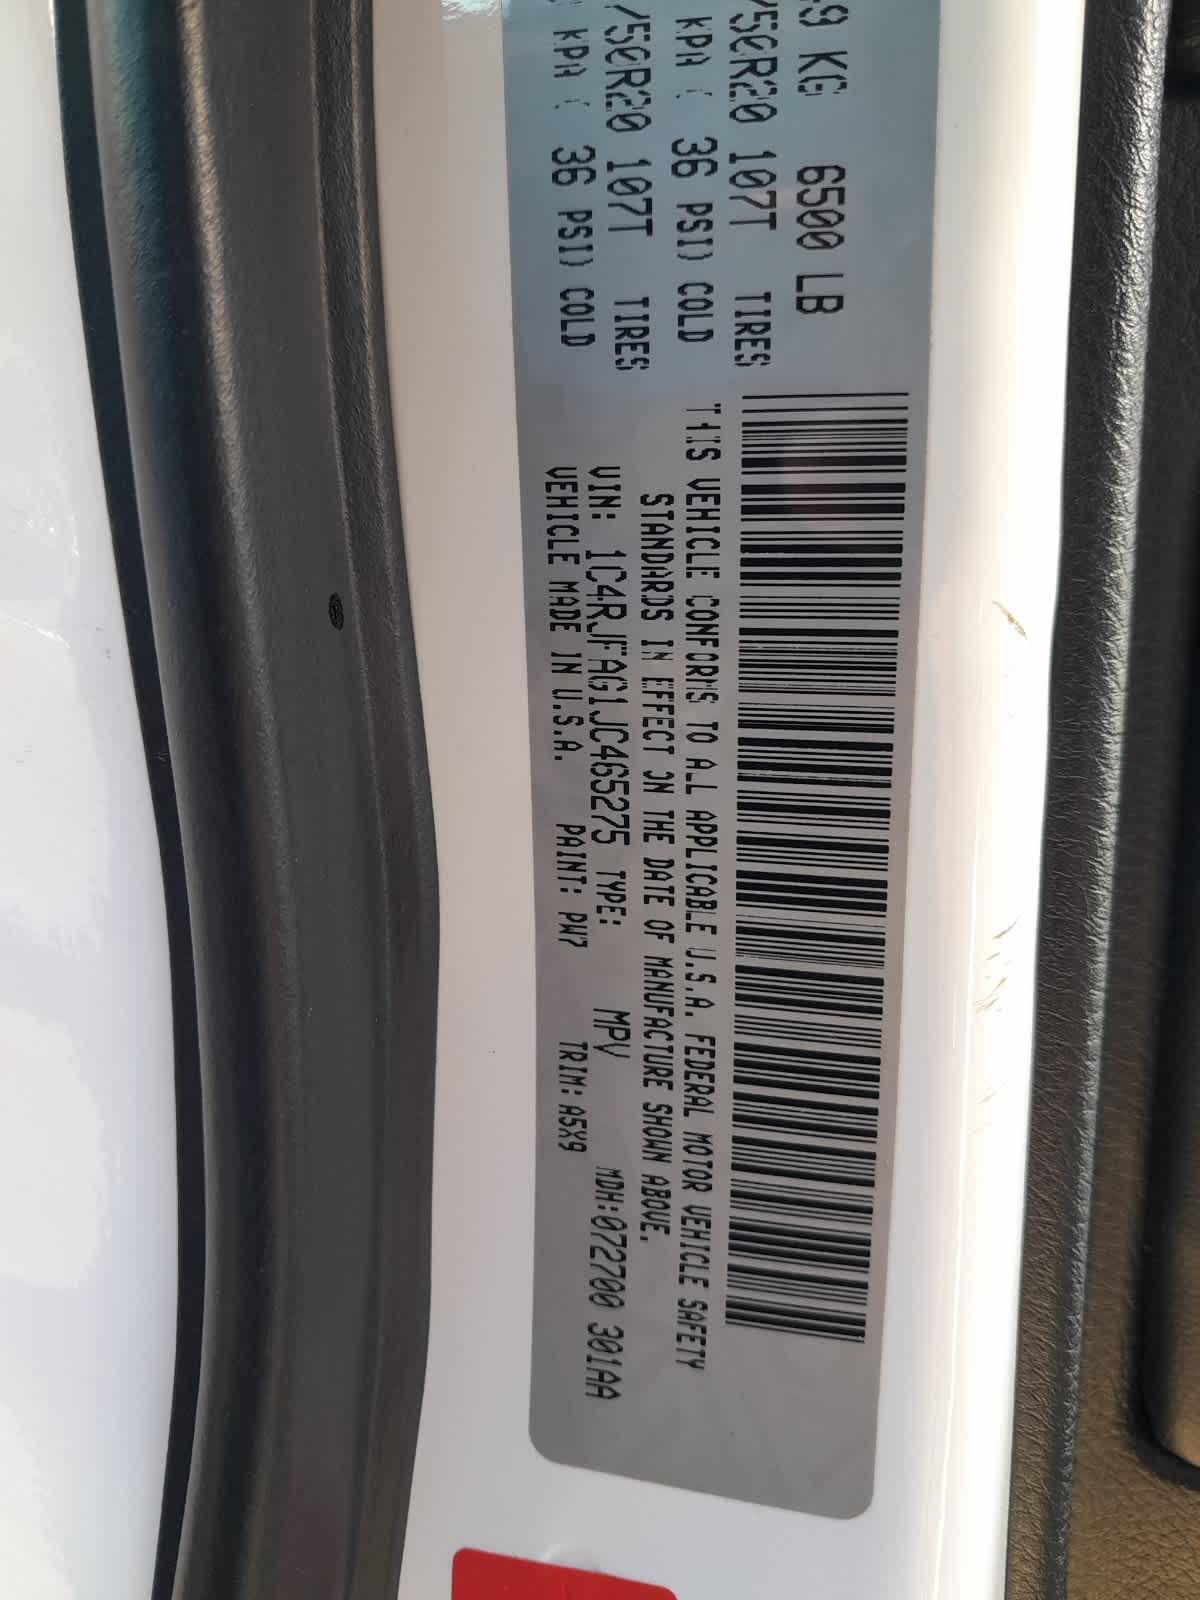 9 KG 6500 LB
/50R20 107T TIRES
KPA ( 36 PSI) COLD
/50R20 107T TIRES
KPA ( 36 PSI) COLD
THIS VEHICLE CONFORMS TO ALL APPLICABLE U.S.A. FEDERAL MOTOR VEHICLE SAFETY
STANDARDS IN EFFECT ON THE DATE OF MANUFACTURE SHOWN ABOVE.
VIN: 1C4RJFAG1JC465275 TYPE: MPV MDH:072700 301AA
VEHICLE MADE IN U.S.A. PAINT: PW7 TRIM: A5X9